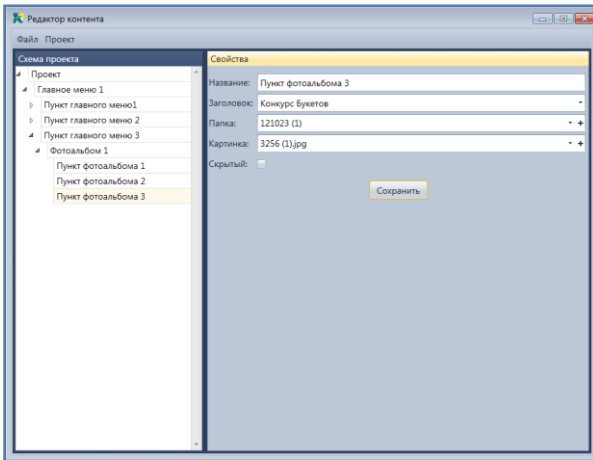 Редактор контента
Файл Проект
Схема проекта
Проект
Главное меню 1
Пункт главного меню1
Пункт главного меню 2
Пункт главного меню 3
Фотоальбом 1
Пункт фотоальбома 1
Пункт фотоальбома 2
Пункт фотоальбома 3
Свойства
Название: Пункт фотоальбома 3
Заголовок: Конкурс Букетов
Папка: 121023 (1)
Картинка: 3256 (1).jpg
Скрытый:
Сохранить